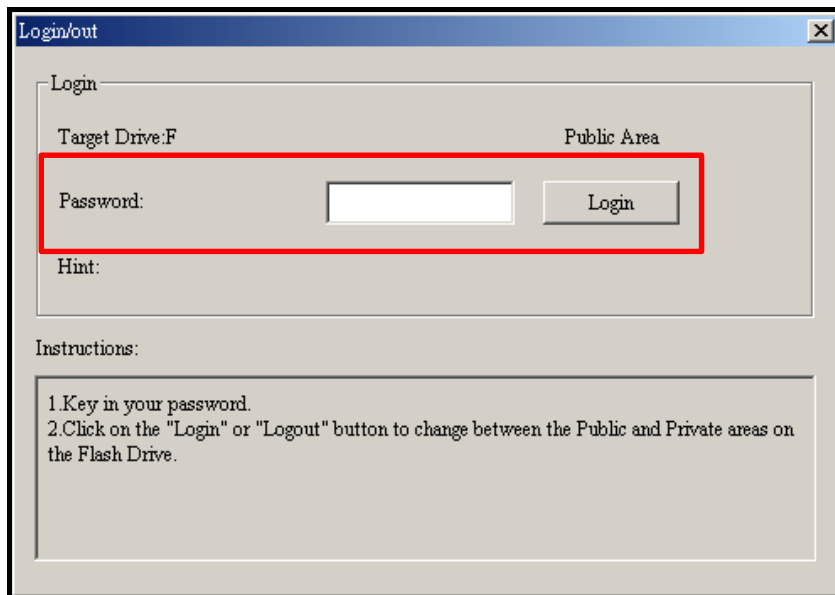 Login/out
Login
Target Drive:F Public Area
Password: Login
Hint:
Instructions:
1.Key in your password.
2.Click on the "Login" or "Logout" button to change between the Public and Private areas on
the Flash Drive.